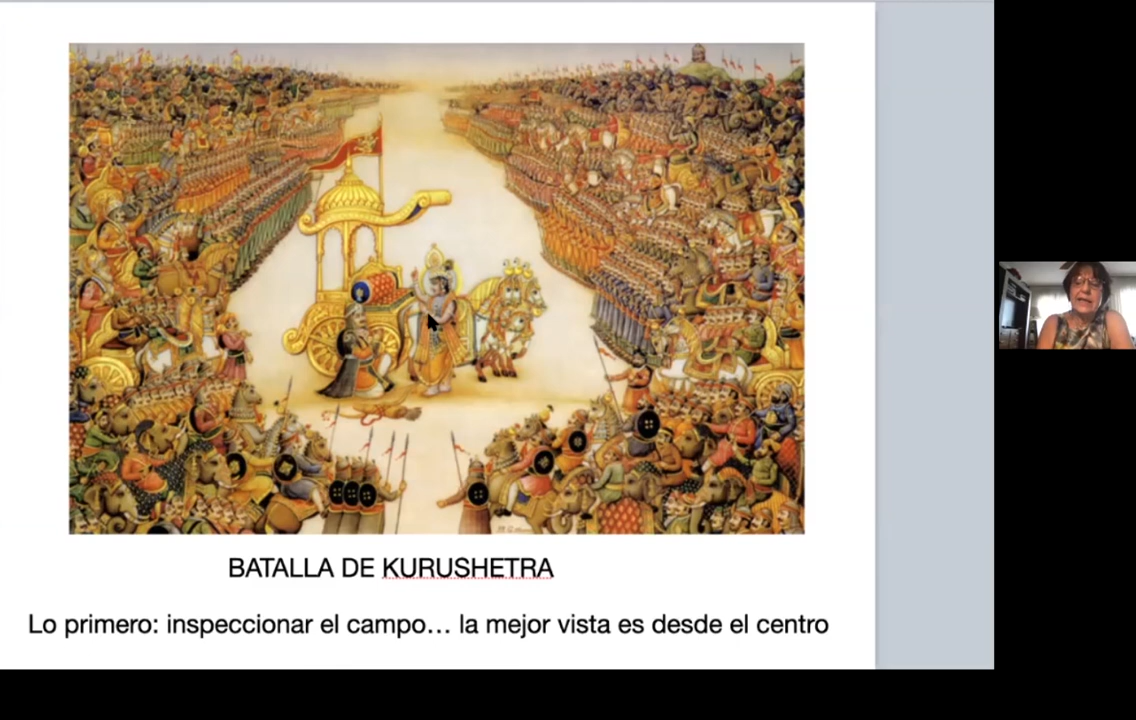 BATALLA DE KURUSHETRA
Lo primero: inspeccionar el campo… la mejor vista es desde el centro